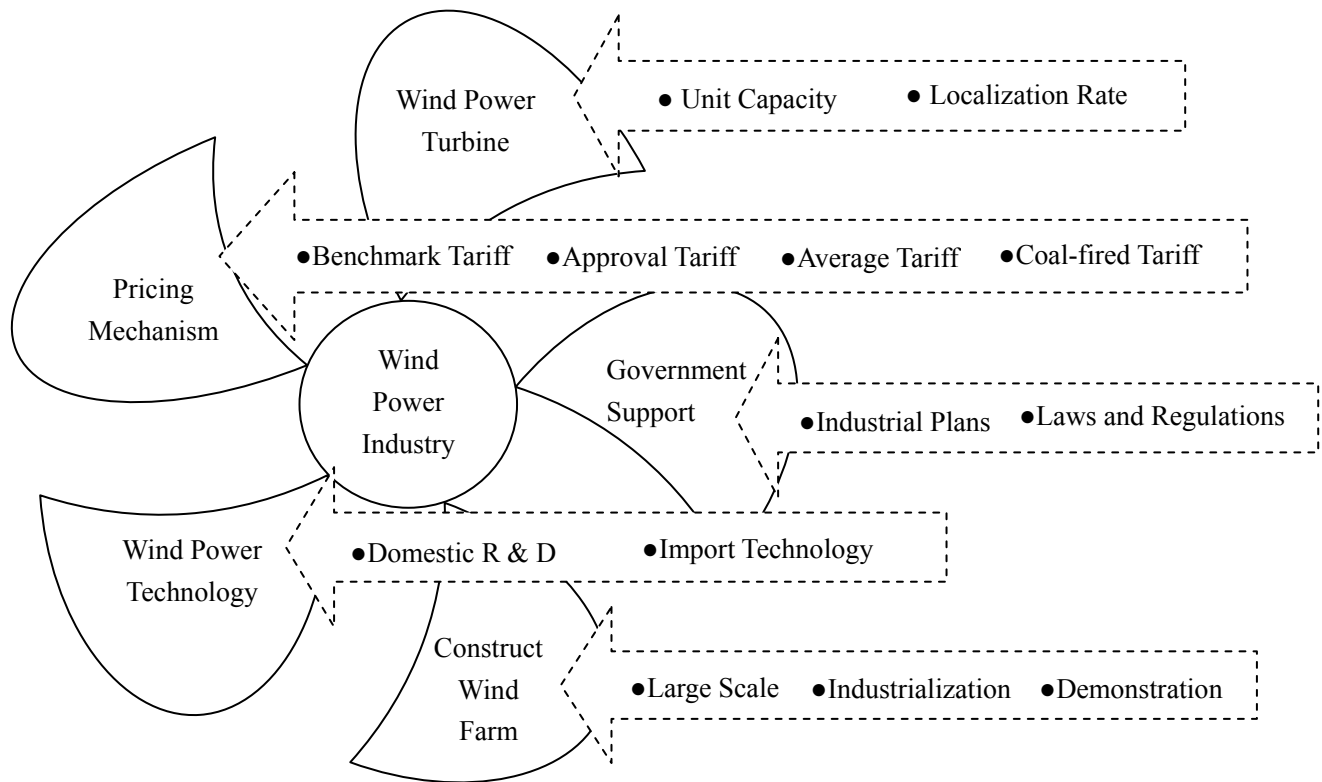 Wind Power
Turbine
● Unit Capacity
● Localization Rate
●Benchmark Tariff ●Approval Tariff ●Average Tariff ●Coal-fired Tariff
Pricing
Mechanism
Wind
Power
Industry
Government
Support
●Industrial Plans ●Laws and Regulations
Wind Power
Technology
●Domestic R & D ●Import Technology
Construct
Wind
Farm
●Large Scale ●Industrialization ●Demonstration